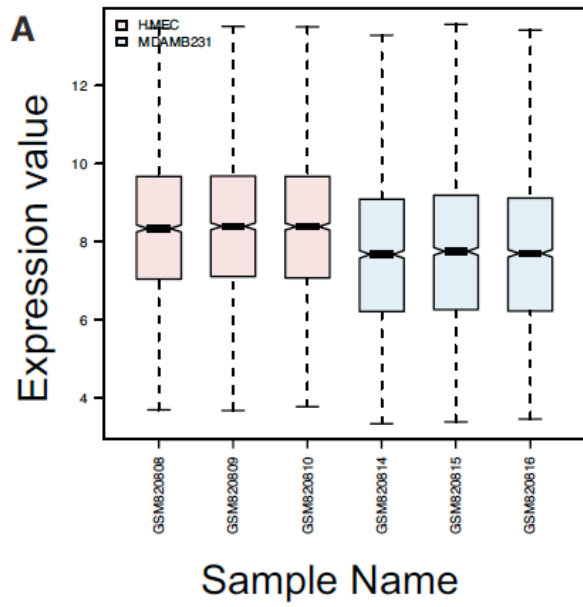 A
HMEC
MDAMB231
Expression value
12
10
8
6
4
GSM820808
GSM820809
GSM820810
GSM820814
GSM820815
GSM820816
Sample Name